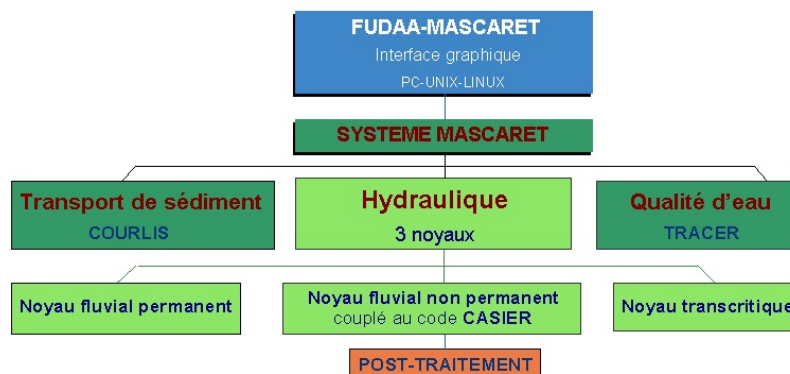 FUDAA-MASCARET
Interface graphique
PC-UNIX-LINUX
SYSTEME MASCARET
Transport de sédiment
COURLIS
Hydraulique
3 noyaux
Qualité d'eau
TRACER
Noyau fluvial permanent
Noyau fluvial non permanent
couplé au code CASIER
Noyau transcritique
POST-TRAITEMENT